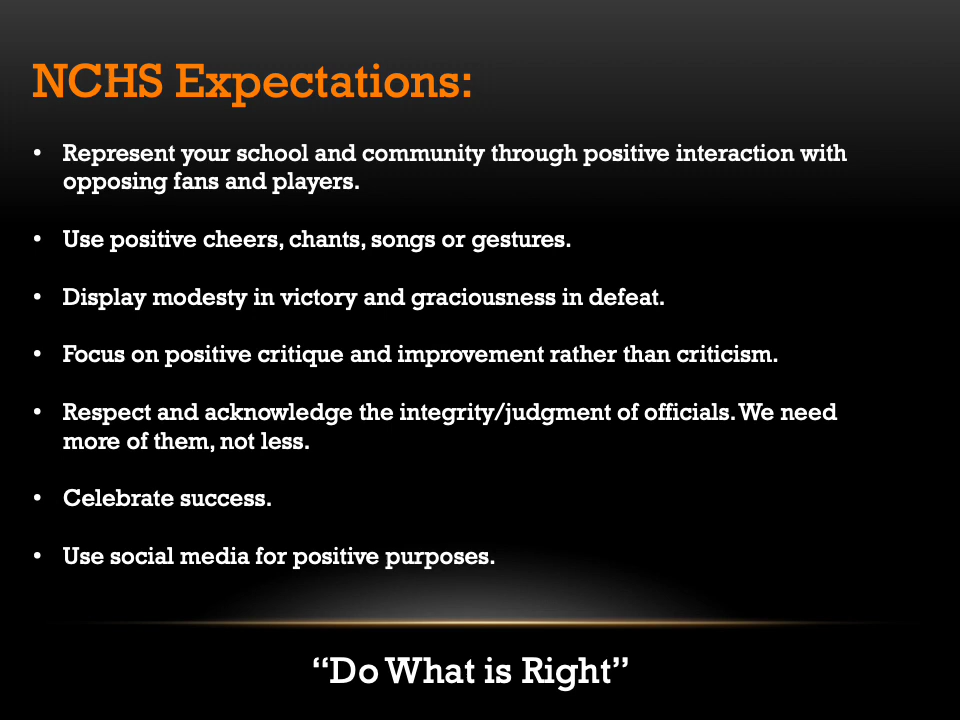 NCHS Expectations:
• Represent your school and community through positive interaction with
opposing fans and players.
• Use positive cheers, chants, songs or gestures.
• Display modesty in victory and graciousness in defeat.
• Focus on positive critique and improvement rather than criticism.
• Respect and acknowledge the integrity/judgment of officials. We need
more of them, not less.
• Celebrate success.
• Use social media for positive purposes.
“Do What is Right”